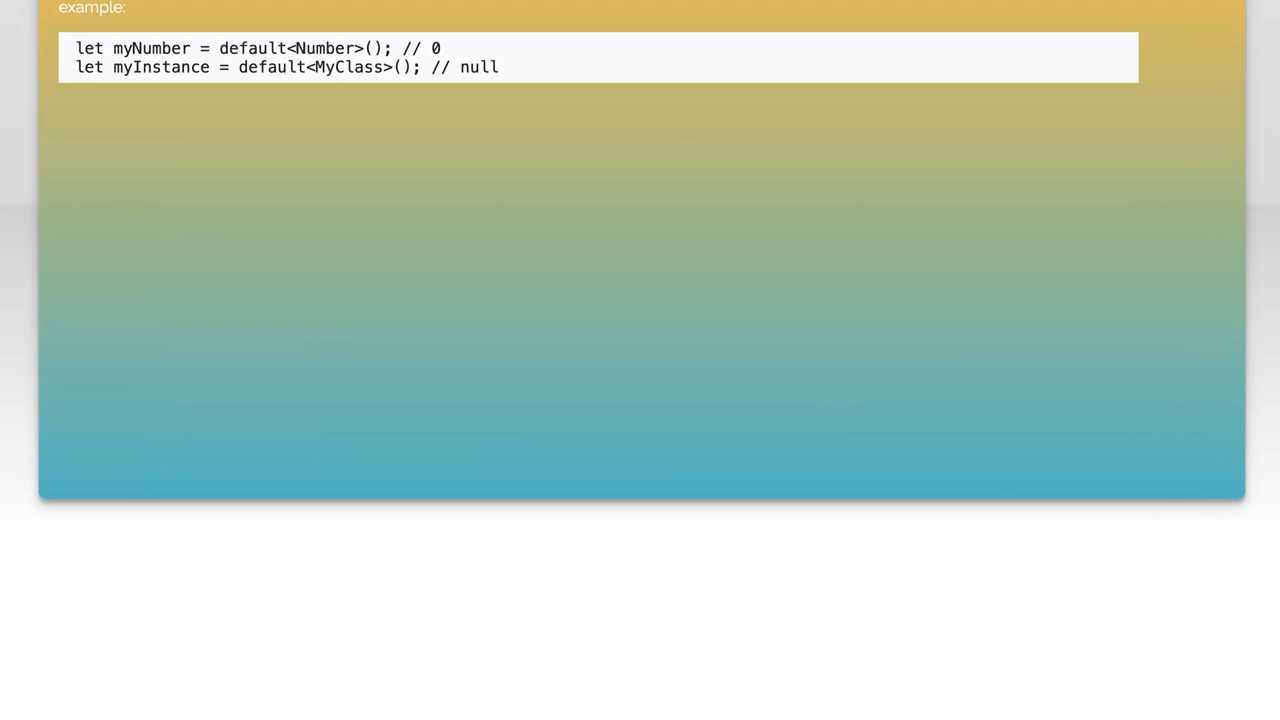 example:
let myNumber = default<Number>(); // 0
let myInstance = default<MyClass>(); // null